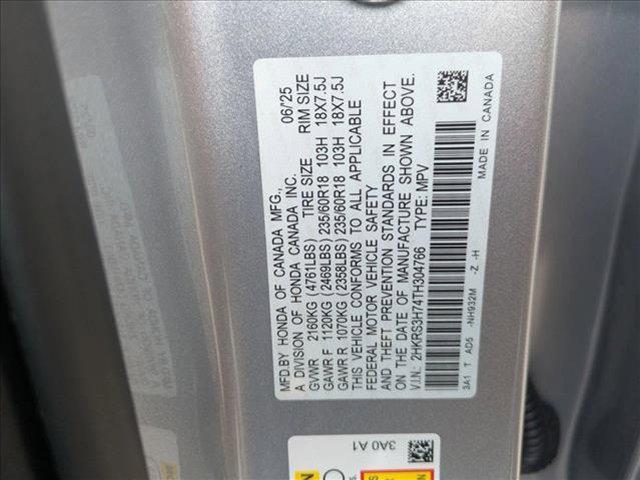 MFD.BY HONDA OF CANADA MFG., 06/'25
A DIVISION OF HONDA CANADA INC.
GVWR 2160KG (4761LBS) TIRE SIZE RIM SIZE
GAWR F 1120KG (2469LBS) 235/60R18 103H 18X7.5J
GAWR R 1070KG (2358LBS) 235/60R18 103H 18X7.5J
THIS VEHICLE CONFORMS TO ALL APPLICABLE
FEDERAL MOTOR VEHICLE SAFETY
AND THEFT PREVENTION STANDARDS IN EFFECT
ON THE DATE OF MANUFACTURE SHOWN ABOVE.
V.I.N.: 2HKRS3H74TH304766 TYPE: MPV
3A1 T AD5 -NH932M -Z -H MADE IN CANADA
3A0 A1